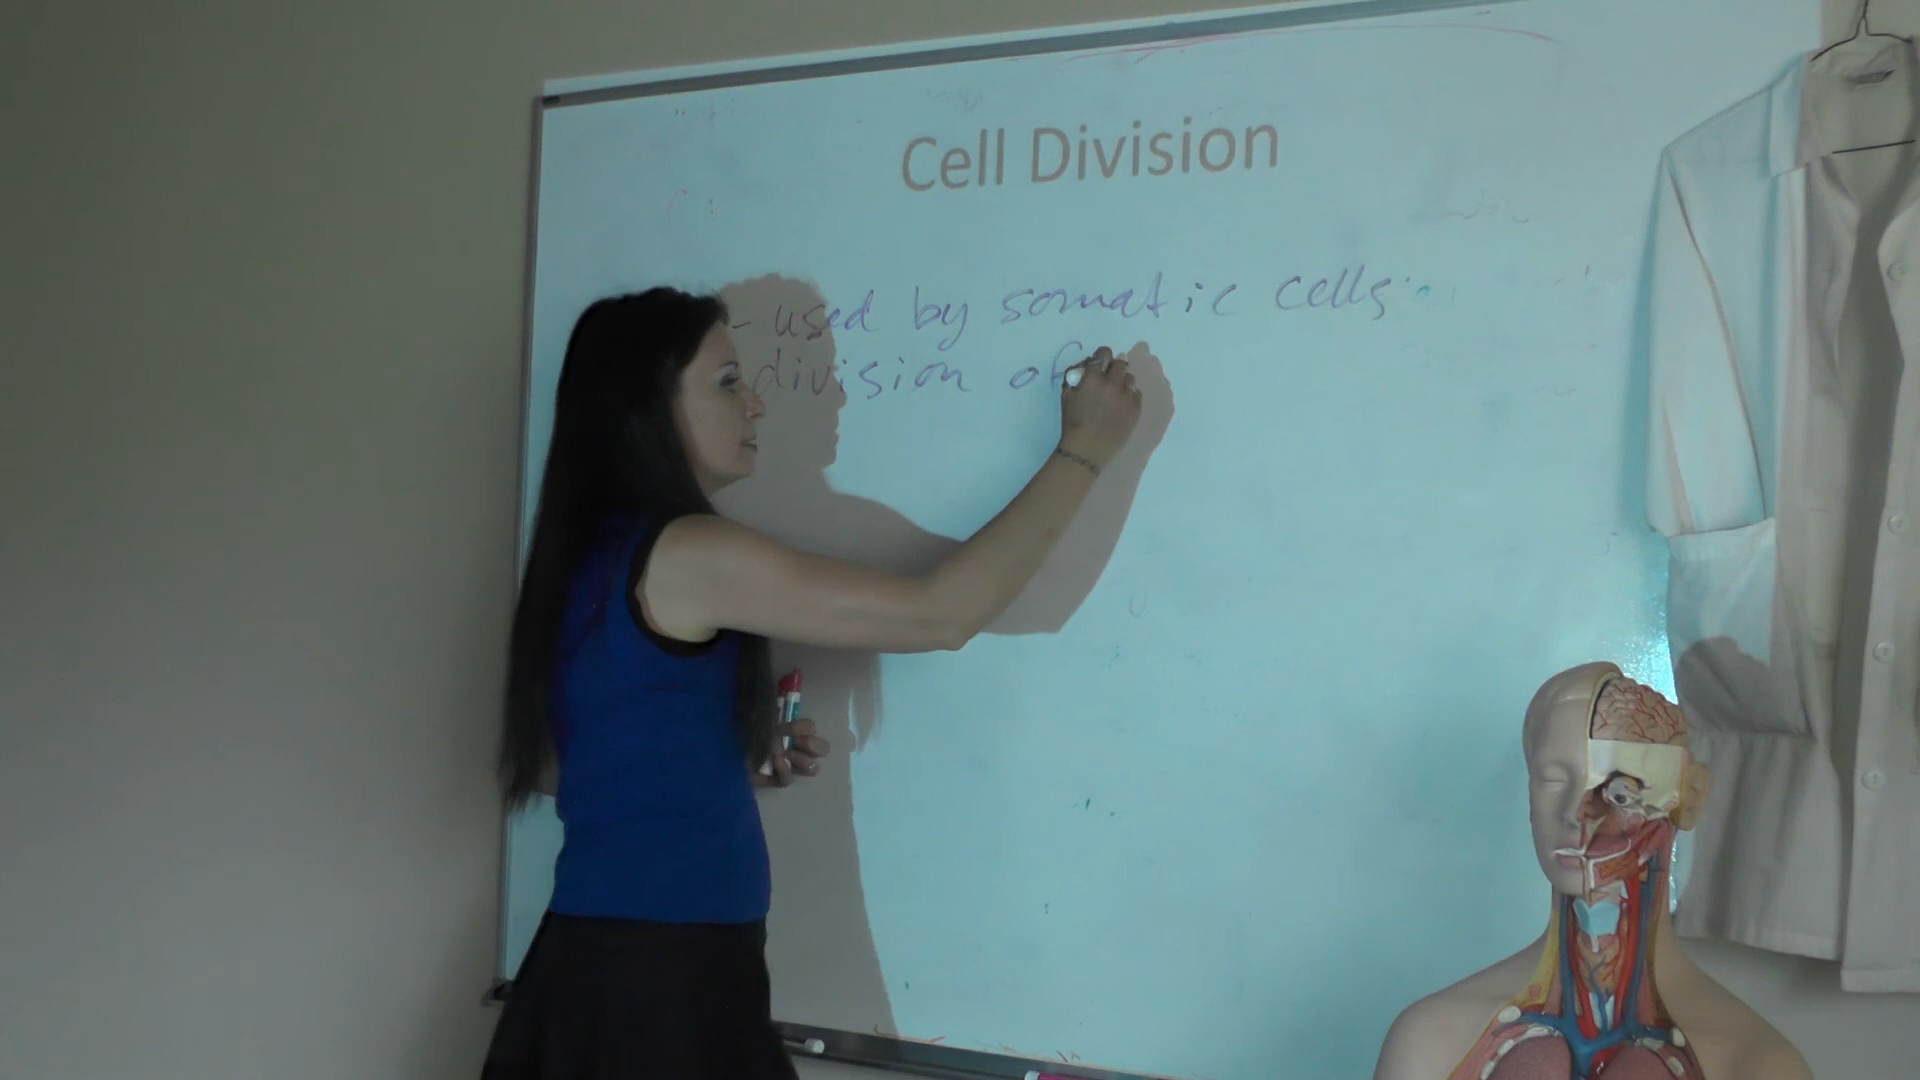 Cell Division
- used by somatic cells.
division of